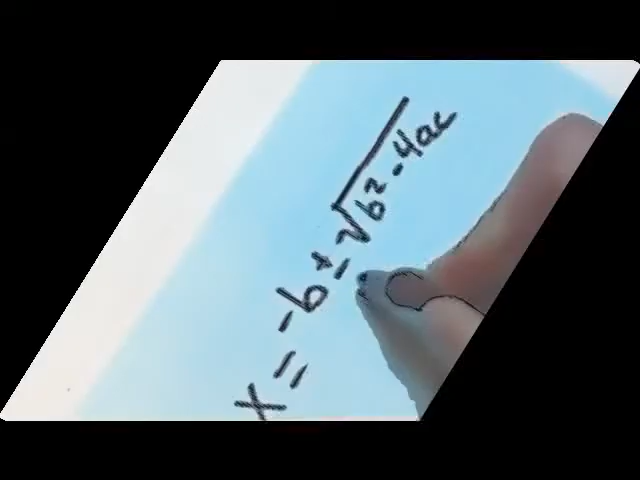 x = -b ± √b² - 4ac